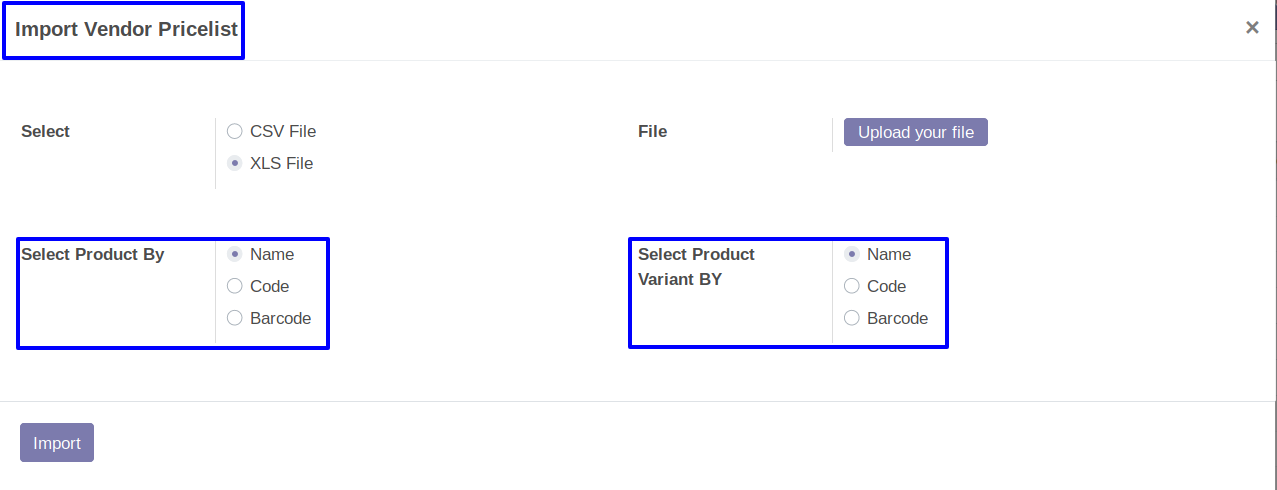 Import Vendor Pricelist
×
Select
CSV File
XLS File
File
Upload your file
Select Product By
Name
Code
Barcode
Select Product
Variant BY
Name
Code
Barcode
Import